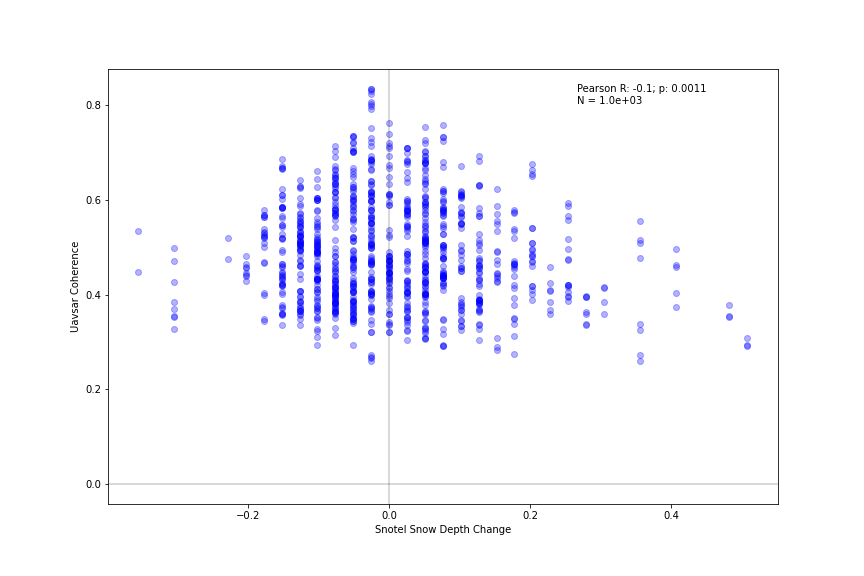 Pearson R: -0.1; p: 0.0011
N = 1.0e+03
0.8
0.6
0.4
0.2
0.0
Uavsar Coherence
−0.2 0.0 0.2 0.4
Snotel Snow Depth Change